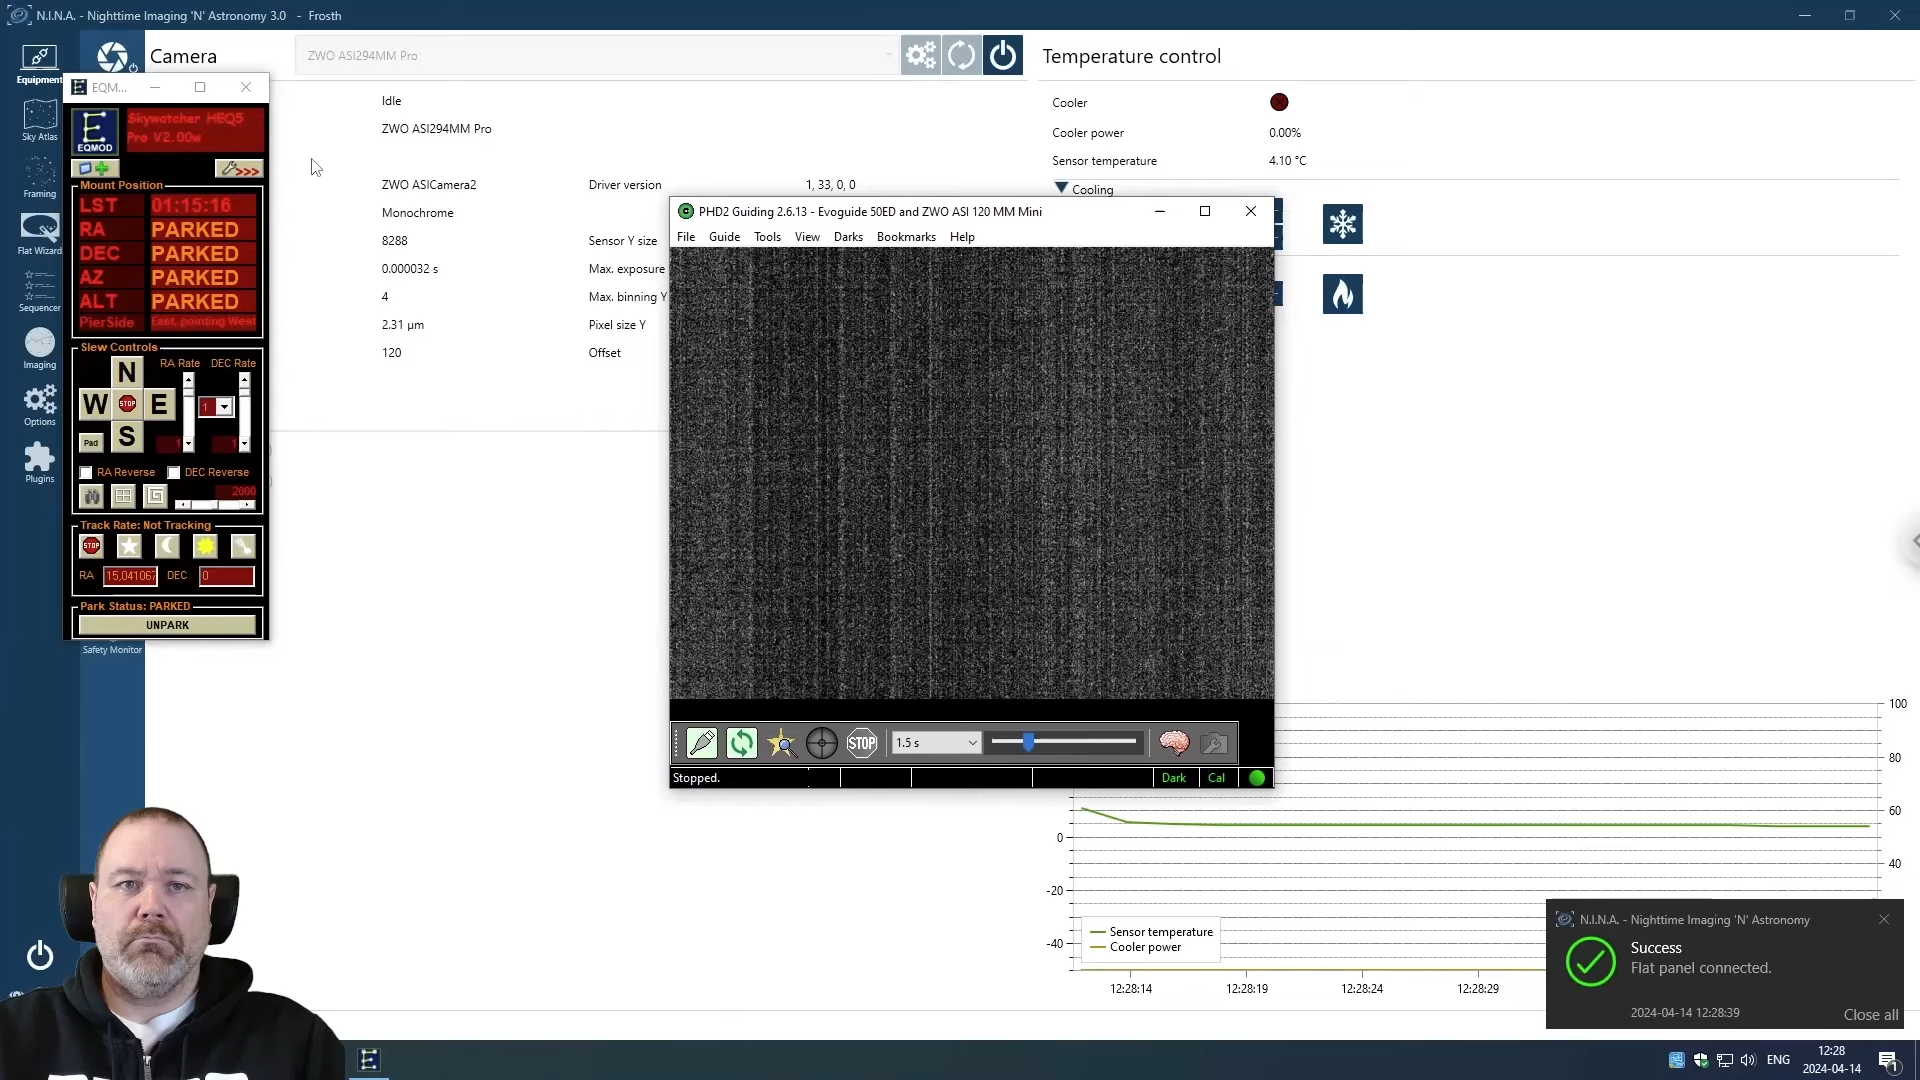 N.I.N.A. - Nighttime Imaging 'N' Astronomy 3.0 - Frosth
Equipment
Camera
ZWO ASI294MM Pro
Temperature control
Sky Atlas
Framing
Flat Wizard
Sequencer
Imaging
Options
Plugins
Safety Monitor
EQM...
EQMOD
Skywatcher HEQ5
Pro V2.00w
>>>
Mount Position
LST 01:15:16
RA PARKED
DEC PARKED
AZ PARKED
ALT PARKED
PierSide East, pointing West
Slew Controls
RA Rate DEC Rate
N
W STOP E
S
1
Pad
1 1
RA Reverse DEC Reverse
2000
Track Rate: Not Tracking
STOP
RA 15,041067 DEC 0
Park Status: PARKED
UNPARK
Idle
ZWO ASI294MM Pro
ZWO ASICamera2 Driver version 1, 33, 0, 0
Monochrome
8288 Sensor Y size
0.000032 s Max. exposure
4 Max. binning Y
2.31 µm Pixel size Y
120 Offset
Cooler
Cooler power 0.00%
Sensor temperature 4.10 °C
Cooling
PHD2 Guiding 2.6.13 - Evoguide 50ED and ZWO ASI 120 MM Mini
File Guide Tools View Darks Bookmarks Help
STOP
1.5 s
Stopped.
Dark Cal
100
80
60
40
0
-20
-40
Sensor temperature
Cooler power
12:28:14 12:28:19 12:28:24 12:28:29
N.I.N.A. - Nighttime Imaging 'N' Astronomy
Success
Flat panel connected.
2024-04-14 12:28:39
Close all
ENG
12:28
2024-04-14
1